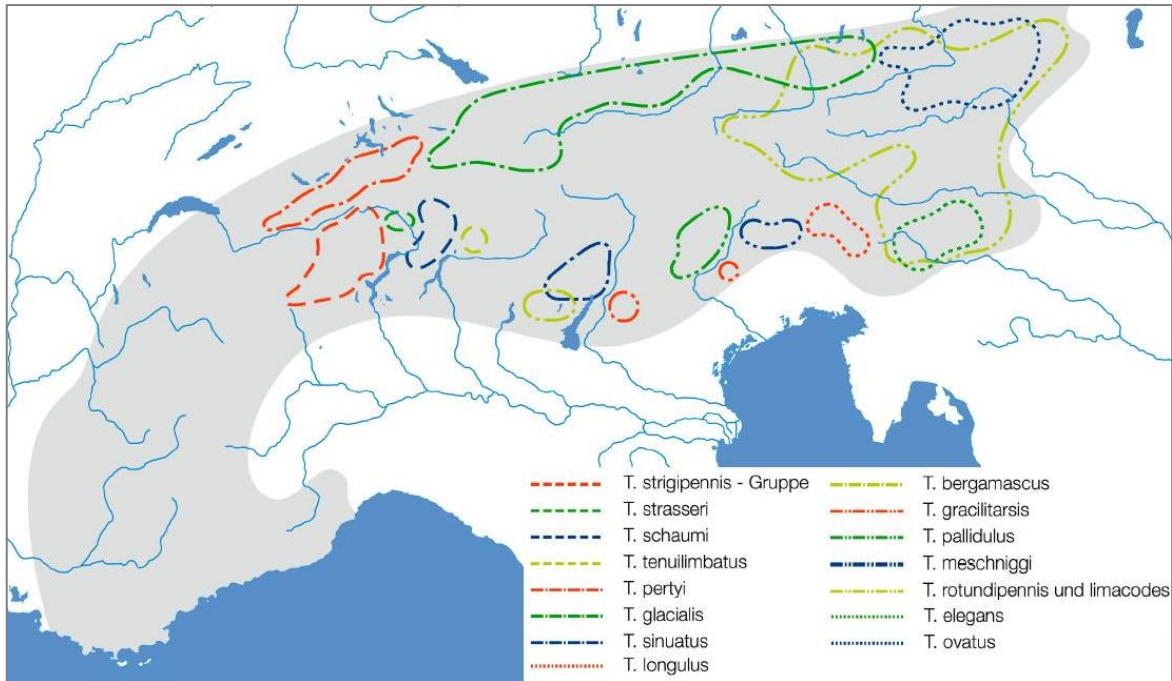 T. strigipennis - Gruppe
T. strasseri
T. schaumi
T. tenuilimbatus
T. pertyi
T. glacialis
T. sinuatus
T. longulus
T. bergamascus
T. gracilitarsis
T. pallidulus
T. meschniggi
T. rotundipennis und limacodes
T. elegans
T. ovatus